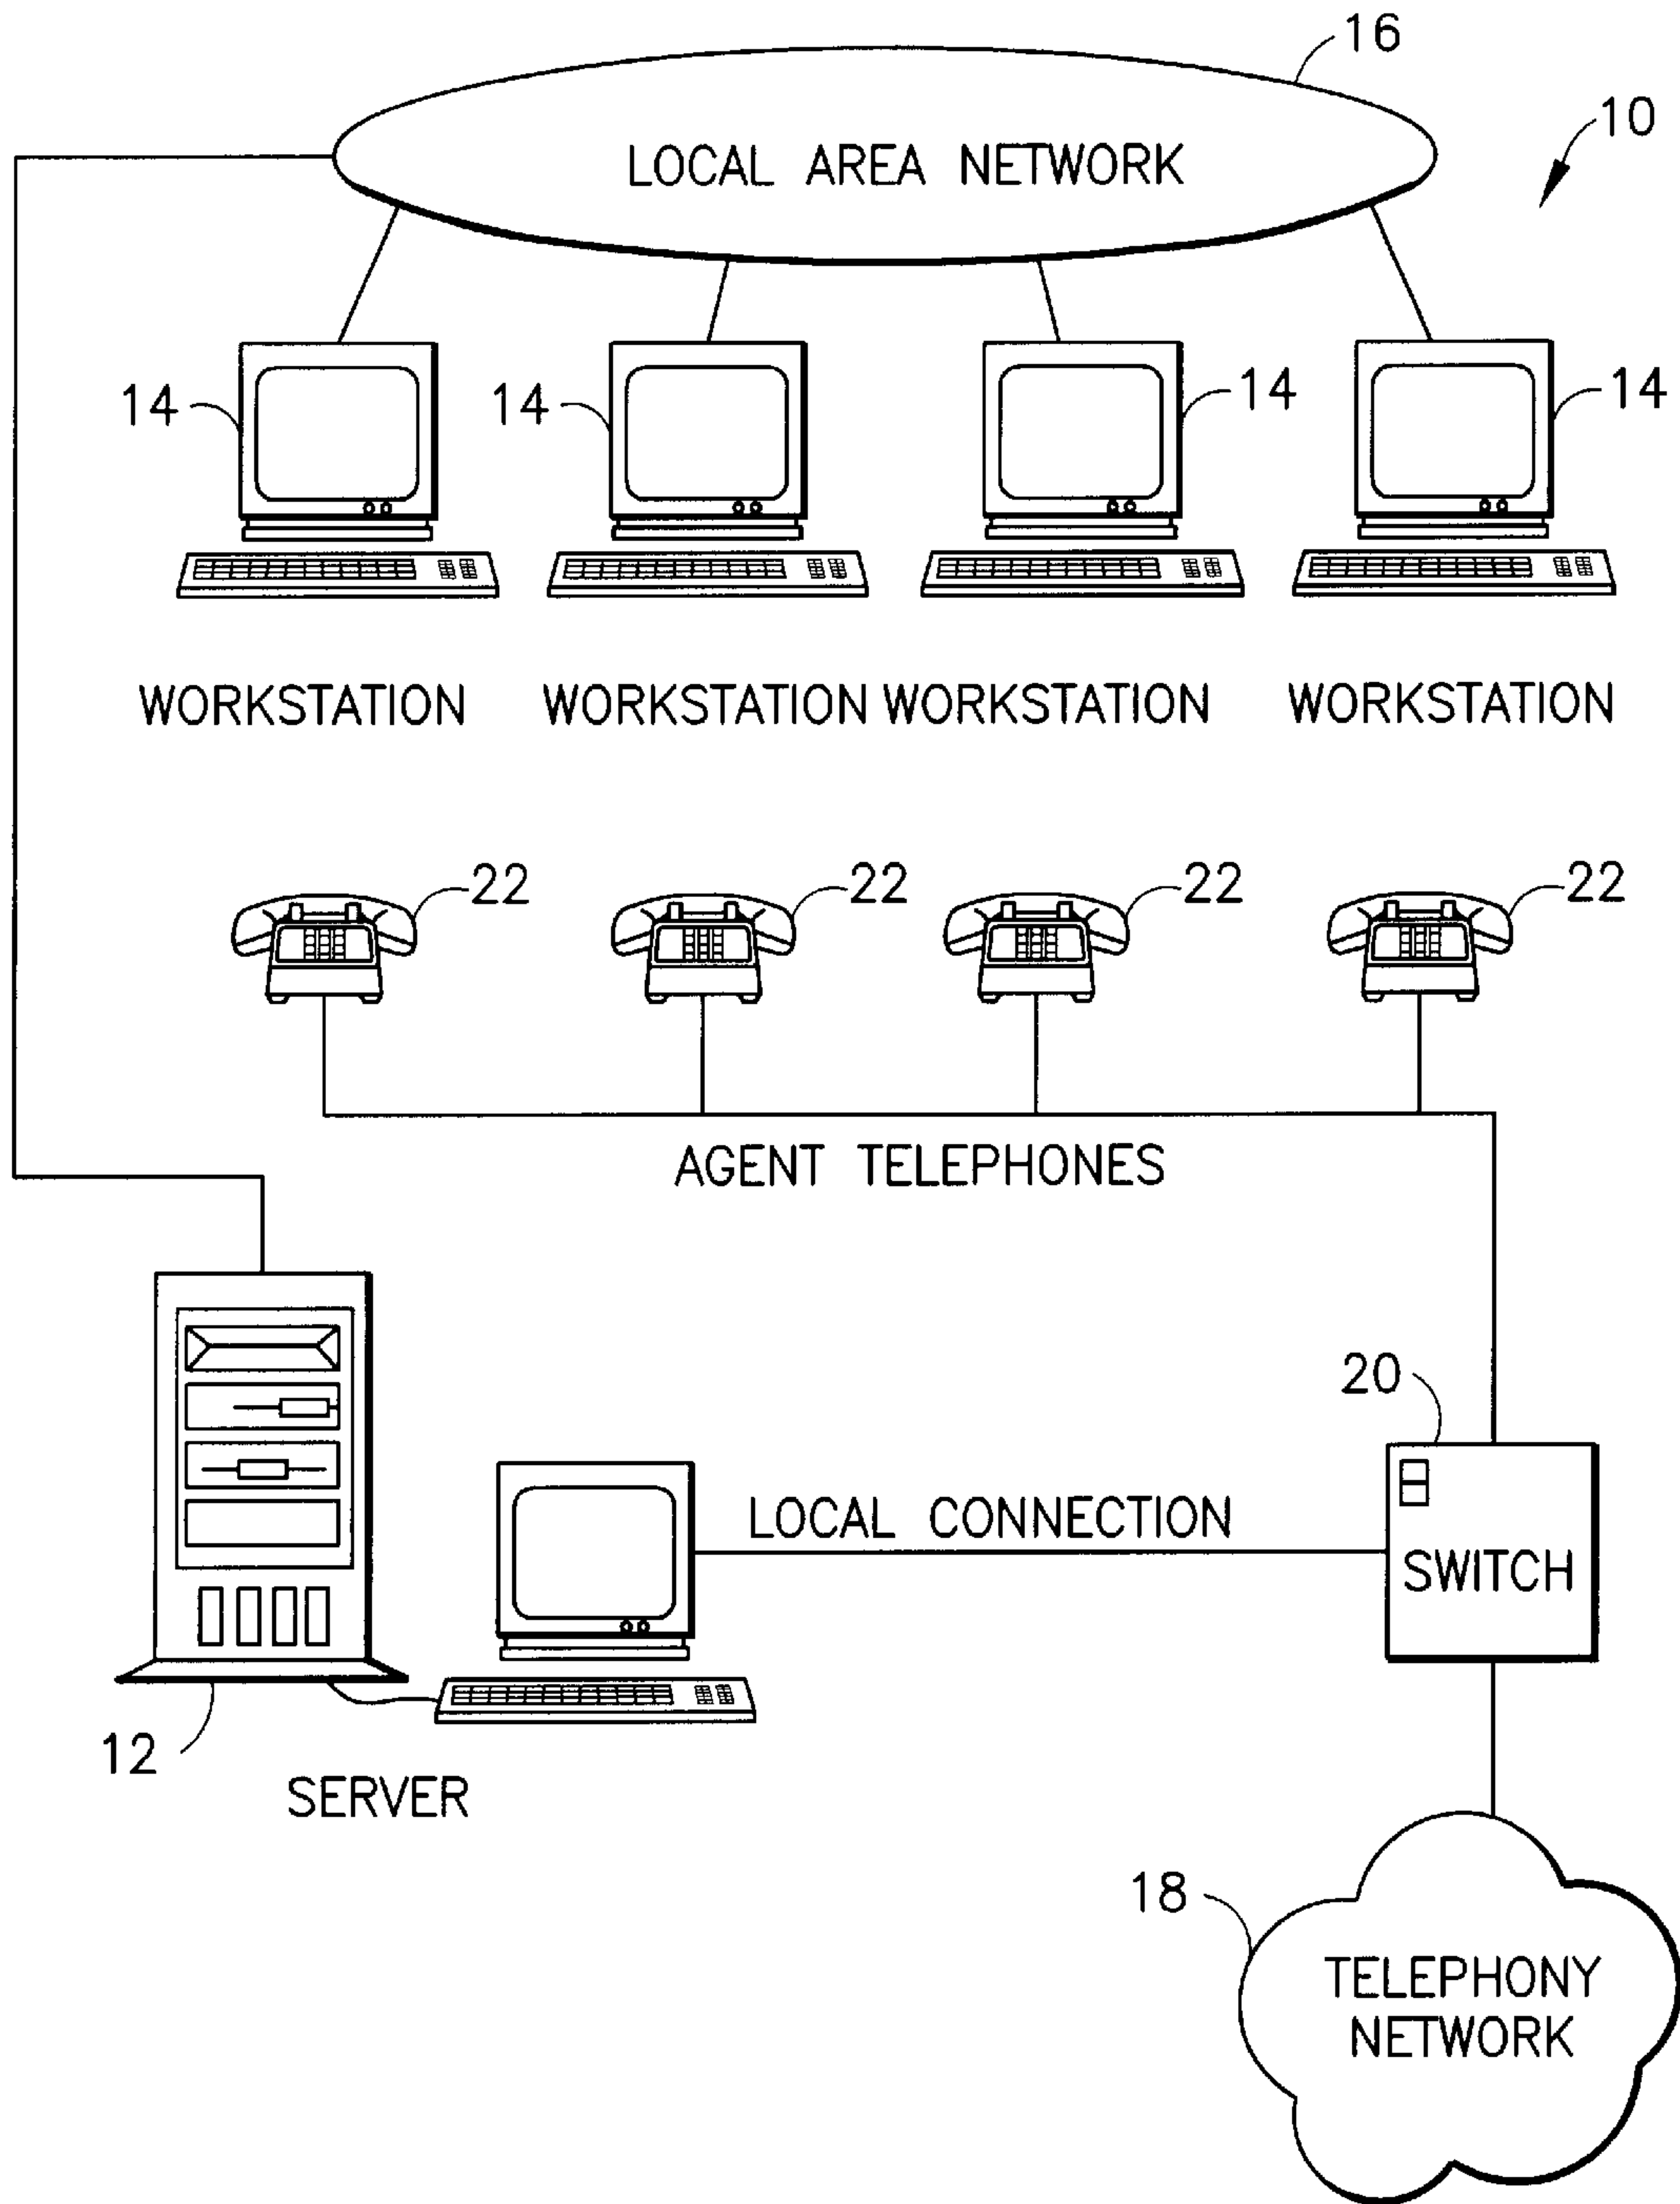 16
10
LOCAL AREA NETWORK
14
14
14
14
WORKSTATION
WORKSTATION
WORKSTATION
WORKSTATION
22
22
22
22
AGENT TELEPHONES
20
LOCAL CONNECTION
SWITCH
12
SERVER
18
TELEPHONY
NETWORK